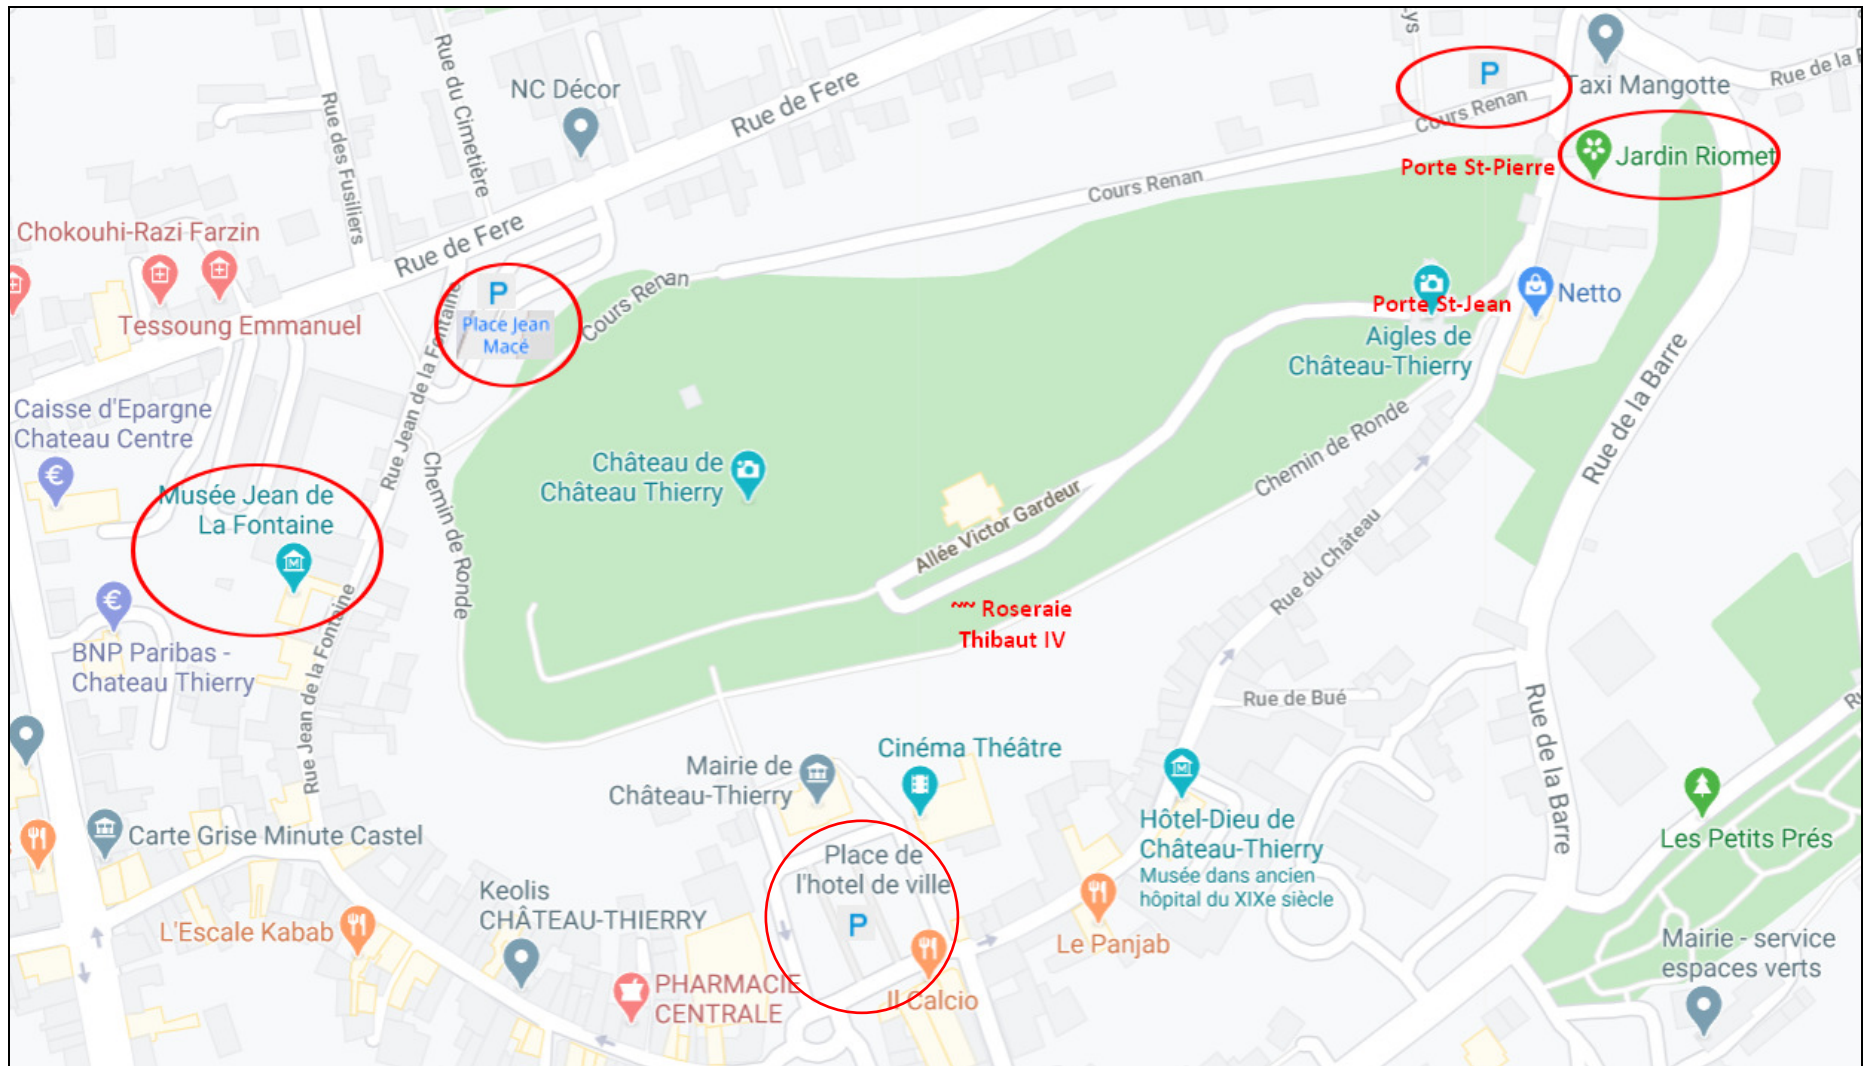 NC Décor
Rue du Cimetière
Rue des Fusiliers
Rue de Fere
P
Cours Renan
Taxi Mangotte
Jardin Riomet
Porte St-Pierre
Cours Renan
Chokouhi-Razi Farzin
Tessoung Emmanuel
Rue de Fere
P
Place Jean
Macé
Cours Renan
Rue Jean de la Fontaine
Porte St-Jean
Aigles de
Château-Thierry
Netto
Rue de la Barre
Caisse d'Epargne
Chateau Centre
€
Château de
Château Thierry
Chemin de Ronde
Allée Victor Gardeur
Chemin de Ronde
Rue du Château
Musée Jean de
La Fontaine
M
€
BNP Paribas -
Chateau Thierry
Rue Jean de la Fontaine
~~ Roseraie
Thibaut IV
Rue de Bué
Rue de la Barre
Mairie de
Château-Thierry
Cinéma Théâtre
M
Hôtel-Dieu de
Château-Thierry
Musée dans ancien
hôpital du XIXe siècle
Les Petits Prés
Carte Grise Minute Castel
Place de
l'hotel de ville
P
Keolis
CHÂTEAU-THIERRY
L'Escale Kabab
PHARMACIE
CENTRALE
Il Calcio
Le Panjab
Mairie - service
espaces verts